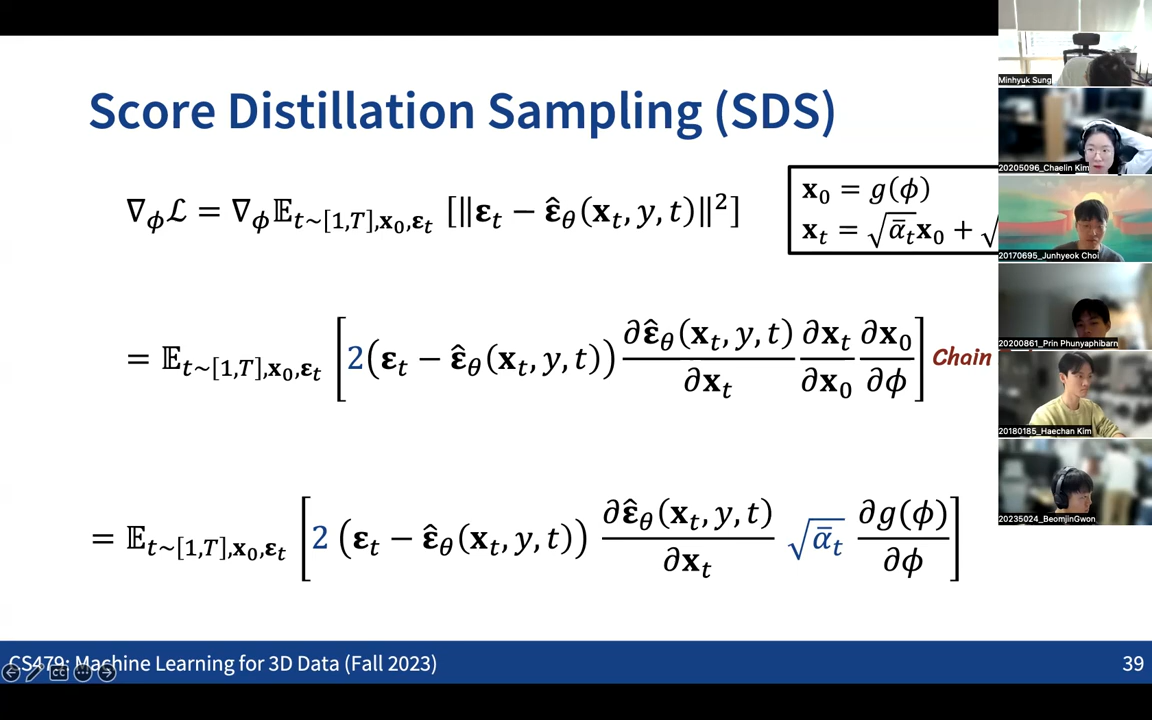 Score Distillation Sampling (SDS)
∇_ϕ ℒ = ∇_ϕ 𝔼_{t~[1,T],𝐱₀,𝛆_t} [‖𝛆_t − 𝛆̂_θ(𝐱_t, y, t)‖²]
𝐱₀ = g(ϕ)
𝐱_t = √ᾱ_t 𝐱₀ + √
= 𝔼_{t~[1,T],𝐱₀,𝛆_t} [2(𝛆_t − 𝛆̂_θ(𝐱_t, y, t)) ∂𝛆̂_θ(𝐱_t, y, t)/∂𝐱_t ∂𝐱_t/∂𝐱₀ ∂𝐱₀/∂ϕ] Chain
= 𝔼_{t~[1,T],𝐱₀,𝛆_t} [2 (𝛆_t − 𝛆̂_θ(𝐱_t, y, t)) ∂𝛆̂_θ(𝐱_t, y, t)/∂𝐱_t √ᾱ_t ∂g(ϕ)/∂ϕ]
CS479: Machine Learning for 3D Data (Fall 2023)
39
Minhyuk Sung
20205096_Chaelin Kim
20170695_Junhyeok Choi
20200861_Prin Phunyaphibarn
20180185_Haechan Kim
20235024_BeomjinGwon